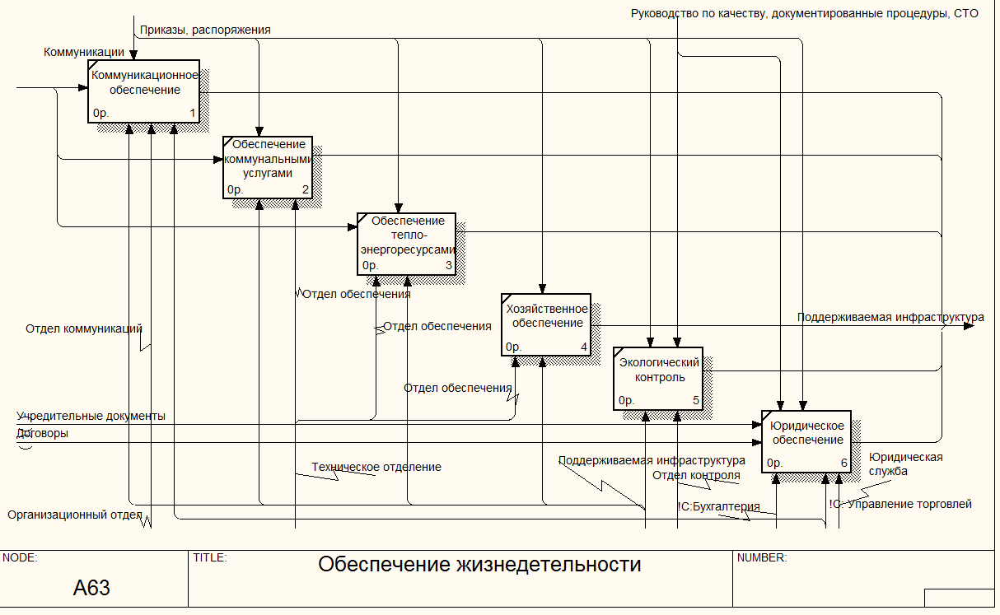 Руководство по качеству, документированные процедуры, СТО
Приказы, распоряжения
Коммуникации
Коммуникационное
обеспечение
0р. 1
Обеспечение
коммунальными
услугами
0р. 2
Обеспечение
тепло-
энергоресурсами
0р. 3
Отдел обеспечения
Хозяйственное
обеспечение
0р. 4
Поддерживаемая инфраструктура
Отдел коммуникаций
Отдел обеспечения
Экологический
контроль
0р. 5
Отдел обеспечения
Учредительные документы
Договоры
Юридическое
обеспечение
0р. 6
Поддерживаемая инфраструктура
Юридическая
служба
Техническое отделение
Отдел контроля
!С:Бухгалтерия
!С: Управление торговлей
Организационный отдел
NODE:
TITLE:
NUMBER:
Обеспечение жизнедетельности
A63